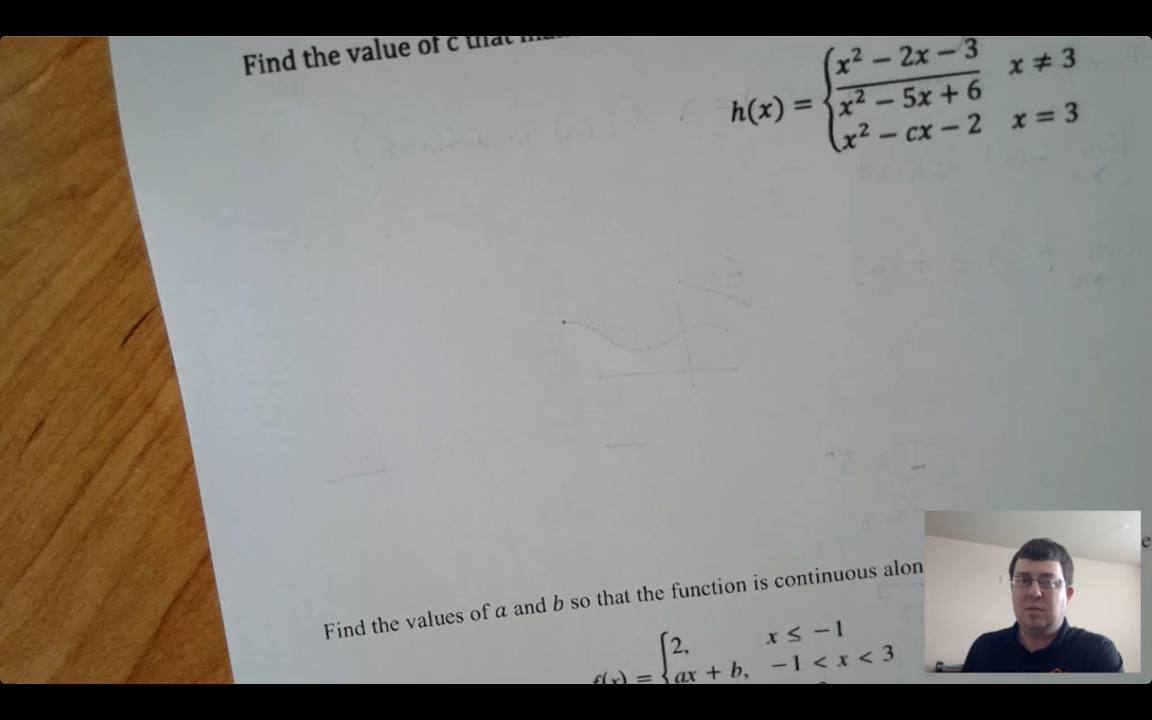 Find the value of c that
h(x) = { x² − 2x − 3 / x² − 5x + 6   x ≠ 3
x² − cx − 2   x = 3
Find the values of a and b so that the function is continuous alon
f(x) = { 2,   x ≤ −1
ax + b,   −1 < x < 3